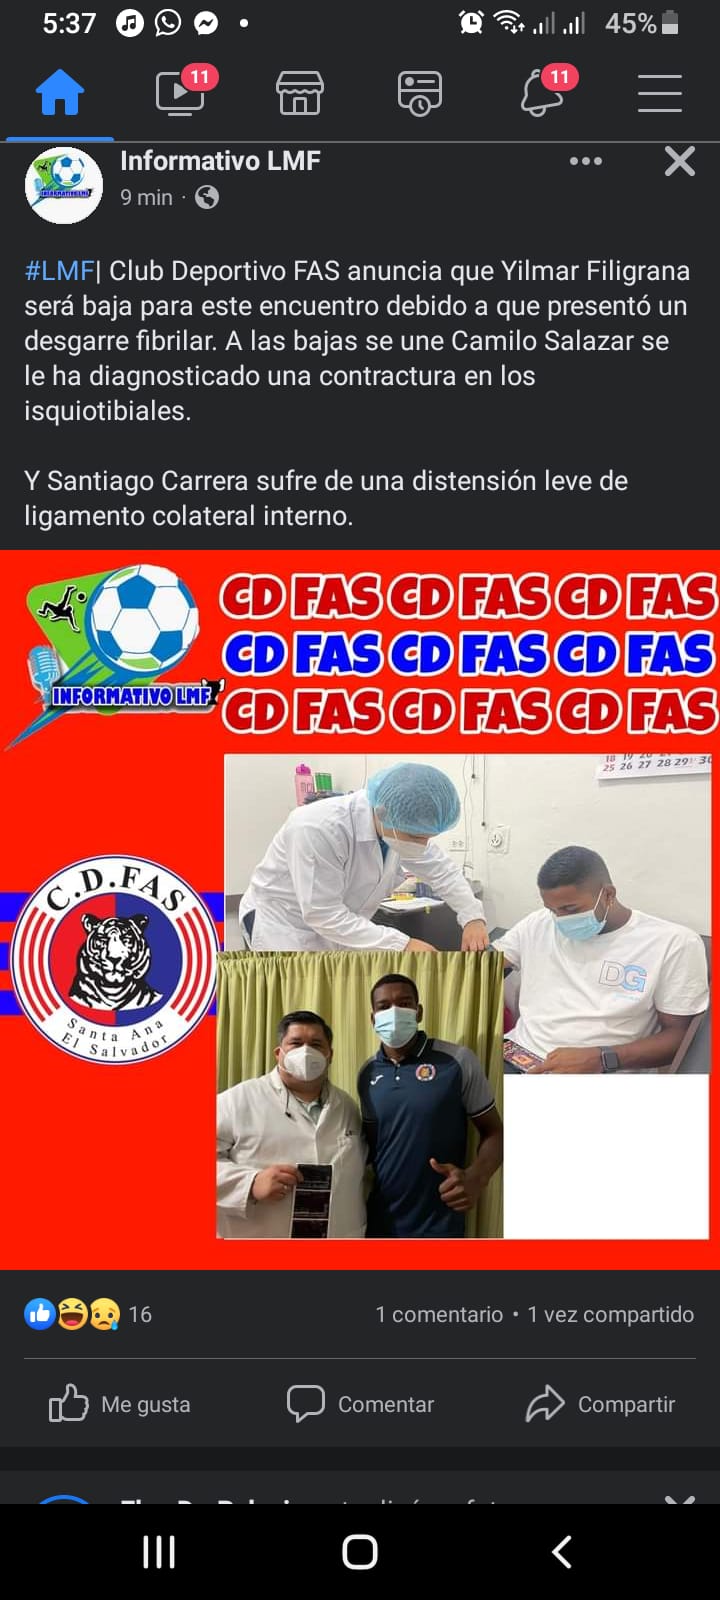 5:37
45%
11
11
Informativo LMF
9 min ·
#LMF| Club Deportivo FAS anuncia que Yilmar Filigrana
será baja para este encuentro debido a que presentó un
desgarre fibrilar. A las bajas se une Camilo Salazar se
le ha diagnosticado una contractura en los
isquiotibiales.
Y Santiago Carrera sufre de una distensión leve de
ligamento colateral interno.
CD FAS CD FAS CD FAS
CD FAS CD FAS CD FAS
CD FAS CD FAS CD FAS
INFORMATIVO LMF
25 26 27 28 29 30
C.D.FAS
Santa Ana
El Salvador
DG
16
1 comentario • 1 vez compartido
Me gusta
Comentar
Compartir